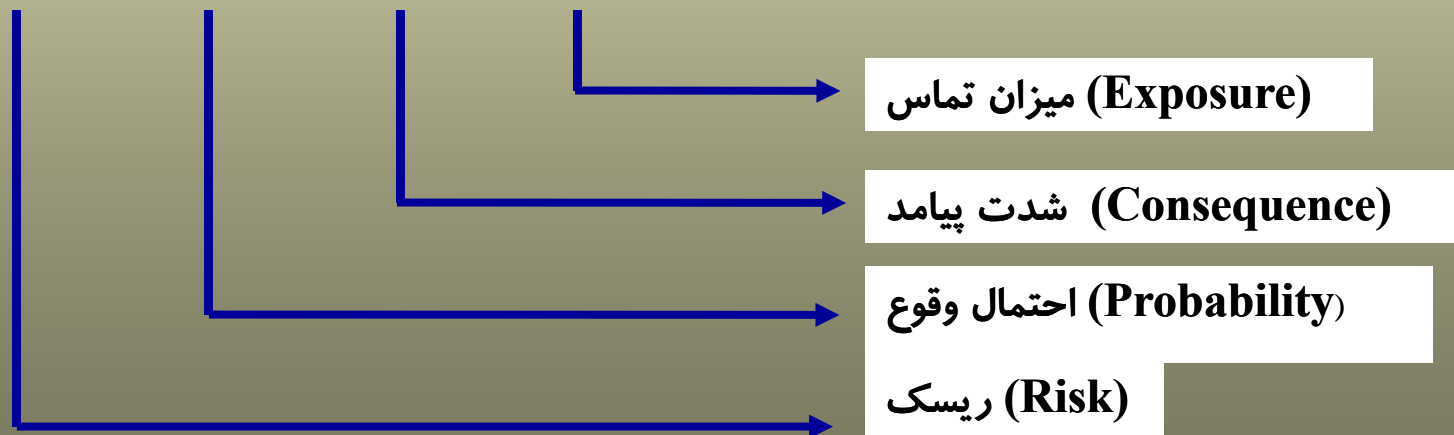 میزان تماس (Exposure)
شدت پیامد (Consequence)
احتمال وقوع (Probability)
ریسک (Risk)